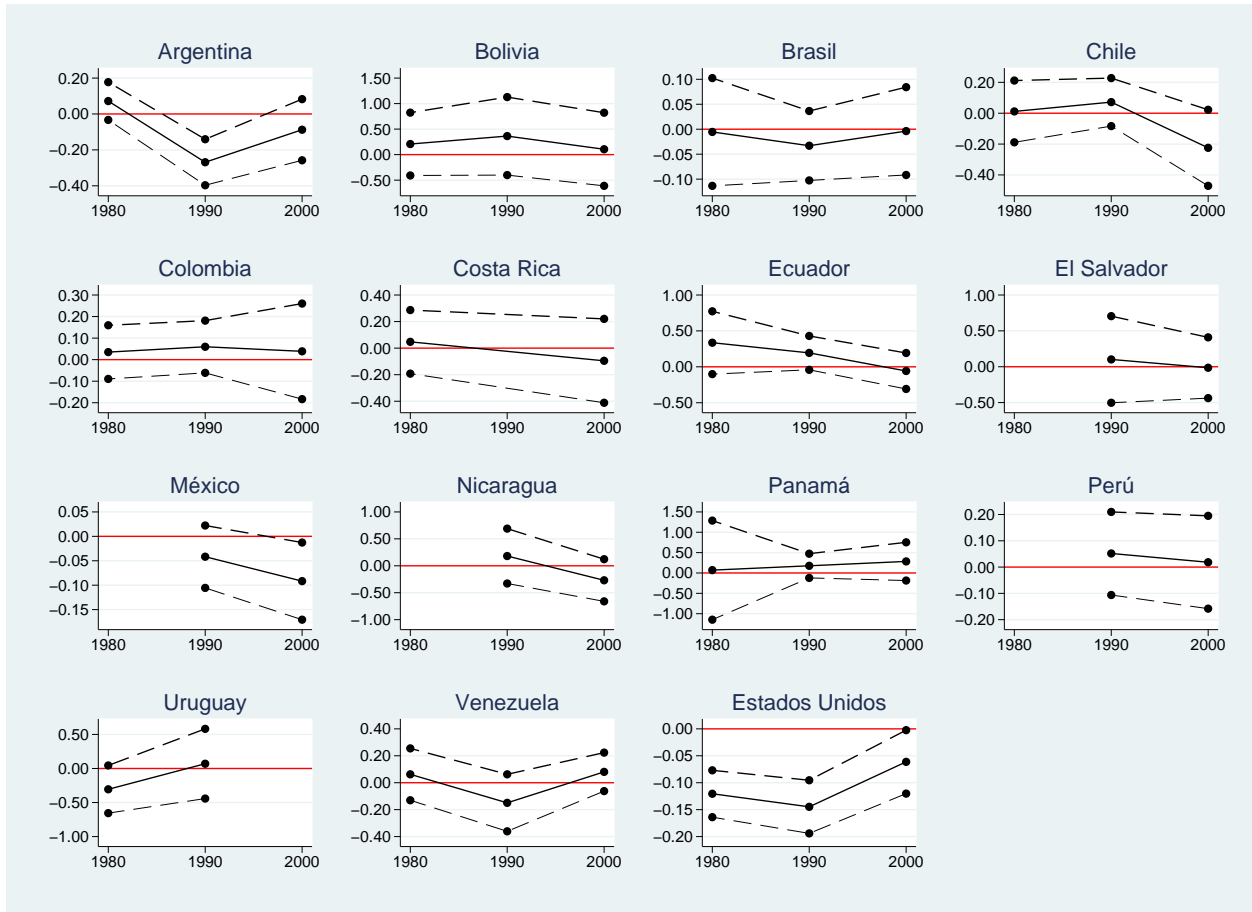 Argentina
0.20
0.00
−0.20
−0.40
1980 1990 2000
Bolivia
1.50
1.00
0.50
0.00
−0.50
1980 1990 2000
Brasil
0.10
0.05
0.00
−0.05
−0.10
1980 1990 2000
Chile
0.20
0.00
−0.20
−0.40
1980 1990 2000
Colombia
0.30
0.20
0.10
0.00
−0.10
−0.20
1980 1990 2000
Costa Rica
0.40
0.20
0.00
−0.20
−0.40
1980 1990 2000
Ecuador
1.00
0.50
0.00
−0.50
1980 1990 2000
El Salvador
1.00
0.50
0.00
−0.50
1980 1990 2000
México
0.05
0.00
−0.05
−0.10
−0.15
1980 1990 2000
Nicaragua
1.00
0.50
0.00
−0.50
−1.00
1980 1990 2000
Panamá
1.50
1.00
0.50
0.00
−0.50
−1.00
1980 1990 2000
Perú
0.20
0.10
0.00
−0.10
−0.20
1980 1990 2000
Uruguay
0.50
0.00
−0.50
−1.00
1980 1990 2000
Venezuela
0.40
0.20
0.00
−0.20
−0.40
1980 1990 2000
Estados Unidos
0.00
−0.05
−0.10
−0.15
−0.20
1980 1990 2000